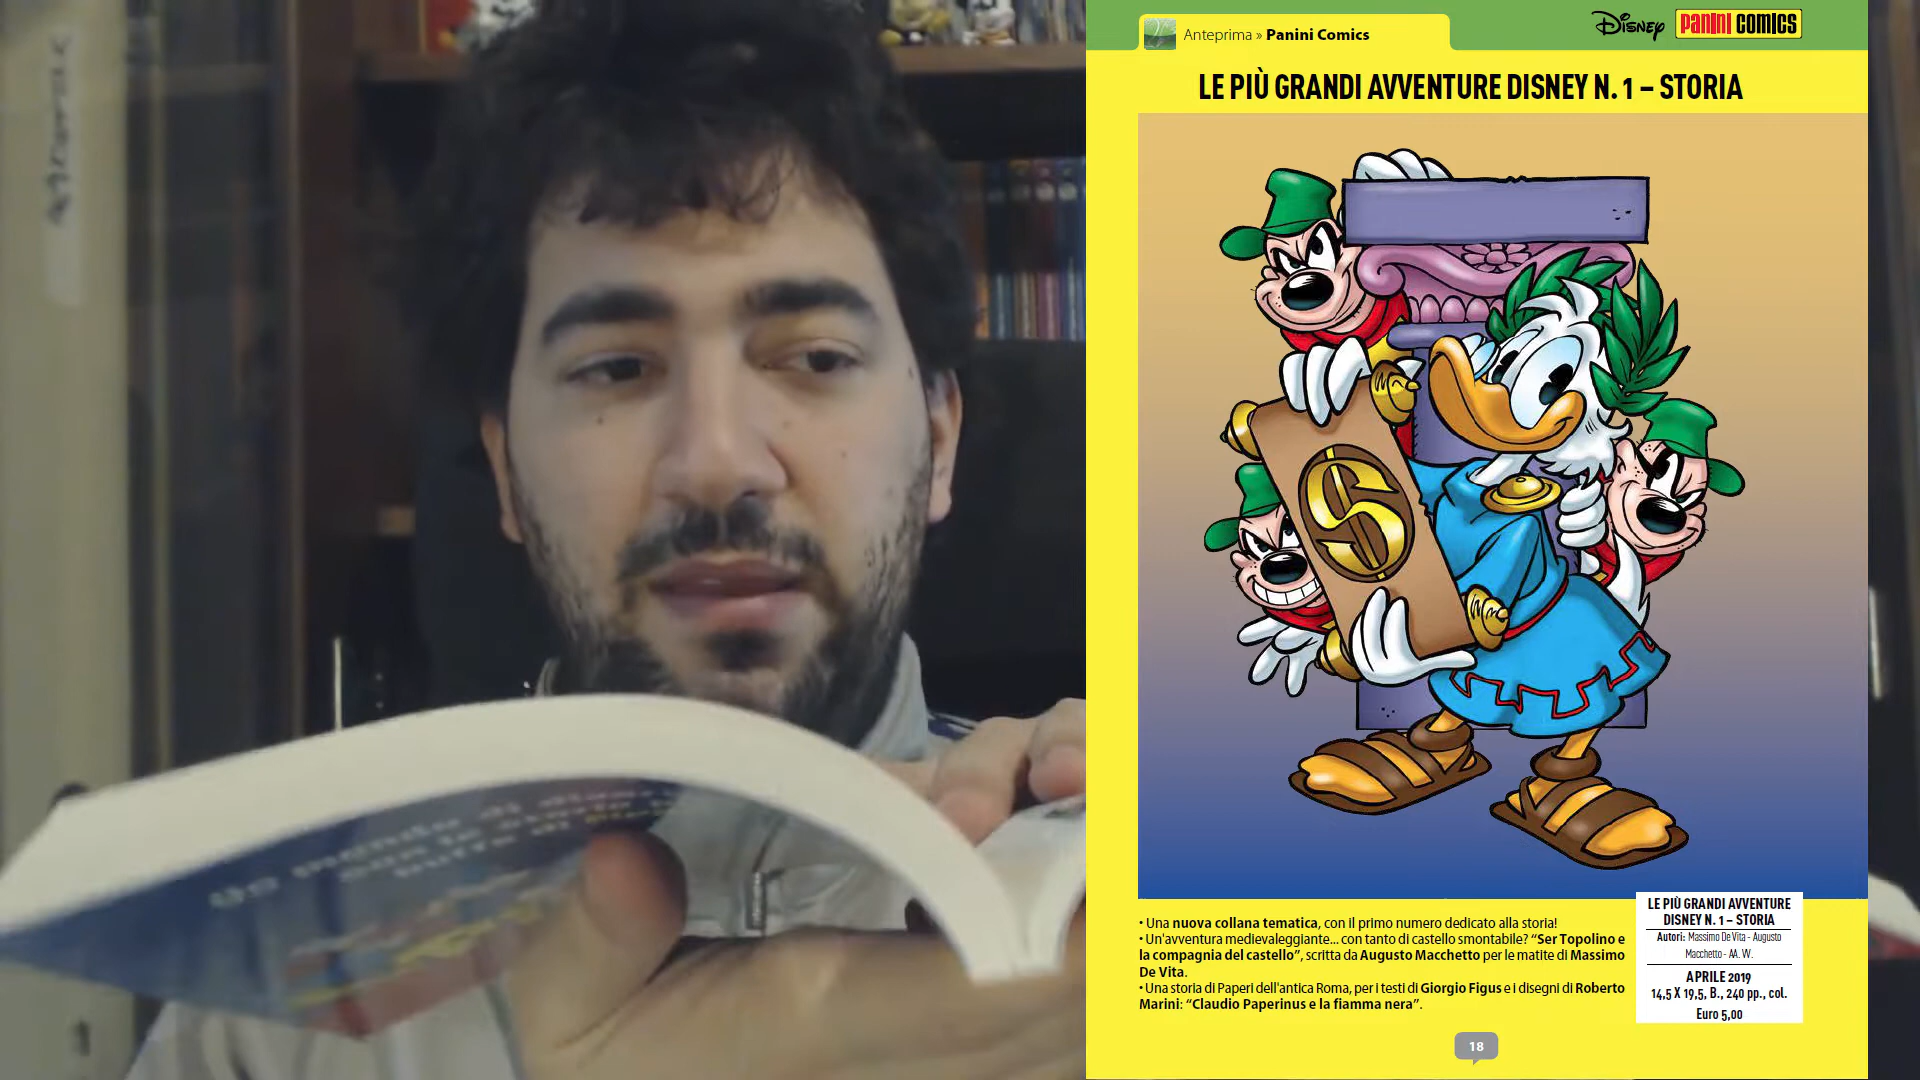 Anteprima » Panini Comics
DISNEY PANINI COMICS
LE PIÙ GRANDI AVVENTURE DISNEY N. 1 – STORIA
• Una nuova collana tematica, con il primo numero dedicato alla storia!
• Un'avventura medievaleggiante... con tanto di castello smontabile? “Ser Topolino e
la compagnia del castello”, scritta da Augusto Macchetto per le matite di Massimo
De Vita.
• Una storia di Paperi dell'antica Roma, per i testi di Giorgio Figus e i disegni di Roberto
Marini: “Claudio Paperinus e la fiamma nera”.
LE PIÙ GRANDI AVVENTURE
DISNEY N. 1 – STORIA
Autori: Massimo De Vita - Augusto
Macchetto - AA. VV.
APRILE 2019
14,5 X 19,5, B., 240 pp., col.
Euro 5,00
18